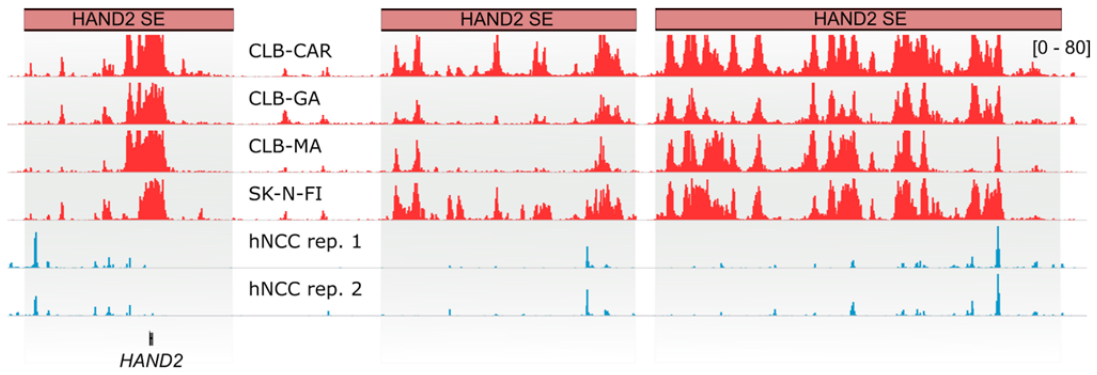 HAND2 SE
HAND2 SE
HAND2 SE
CLB-CAR
[0 - 80]
CLB-GA
CLB-MA
SK-N-FI
hNCC rep. 1
hNCC rep. 2
HAND2